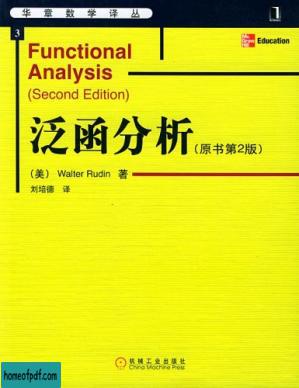 华章数学译丛
3
Functional
Analysis
(Second Edition)
Education
泛函分析(原书第2版)
(美) Walter Rudin 著
刘培德 译
机械工业出版社
China Machine Press
homeofpdf.com
homeofpdf.com